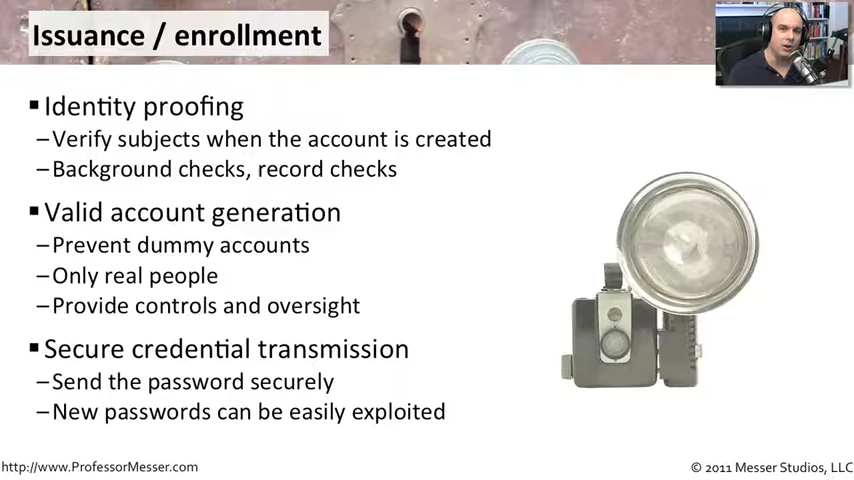 Issuance / enrollment
▪Identity proofing
–Verify subjects when the account is created
–Background checks, record checks
▪Valid account generation
–Prevent dummy accounts
–Only real people
–Provide controls and oversight
▪Secure credential transmission
–Send the password securely
–New passwords can be easily exploited
http://www.ProfessorMesser.com
© 2011 Messer Studios, LLC